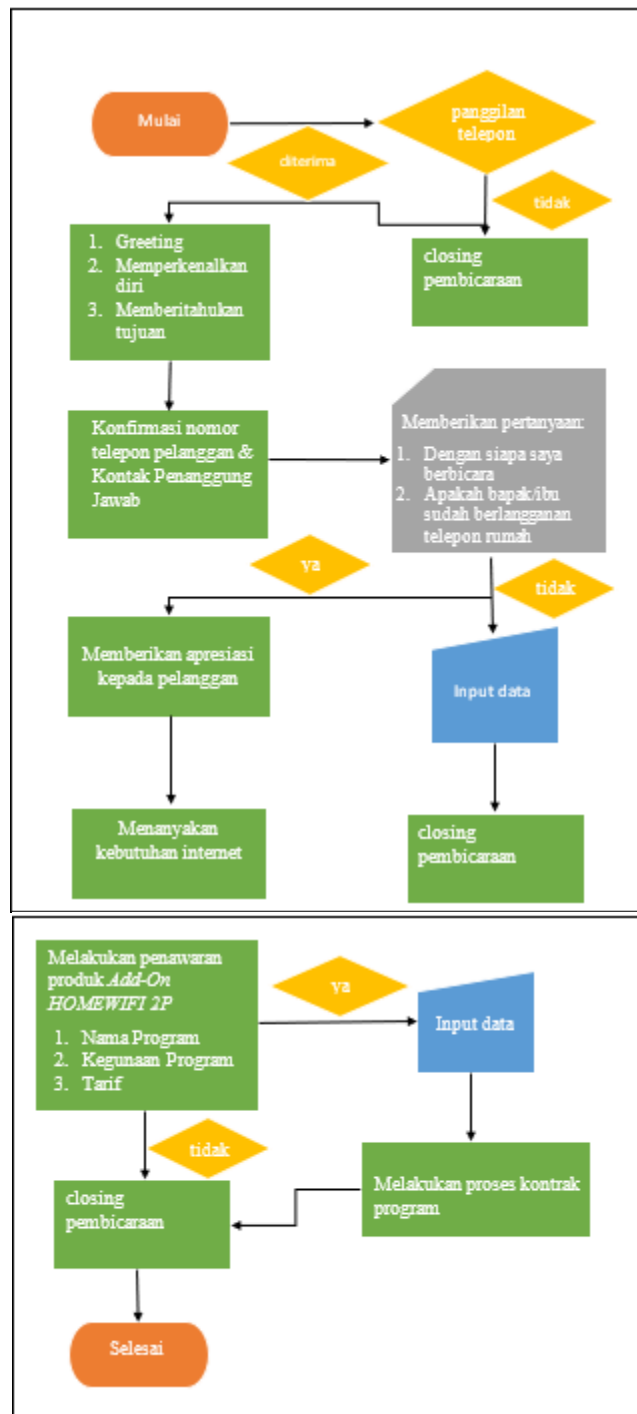 Mulai
panggilan
telepon
diterima
tidak
1. Greeting
2. Memperkenalkan
diri
3. Memberitahukan
tujuan
closing
pembicaraan
Konfirmasi nomor
telepon pelanggan &
Kontak Penanggung
Jawab
Memberikan pertanyaan:
1. Dengan siapa saya
berbicara
2. Apakah bapak/ibu
sudah berlangganan
telepon rumah
ya
tidak
Memberikan apresiasi
kepada pelanggan
Input data
Menanyakan
kebutuhan internet
closing
pembicaraan
Melakukan penawaran
produk Add-On
HOMEWIFI 2P
1. Nama Program
2. Kegunaan Program
3. Tarif
ya
Input data
tidak
closing
pembicaraan
Melakukan proses kontrak
program
Selesai